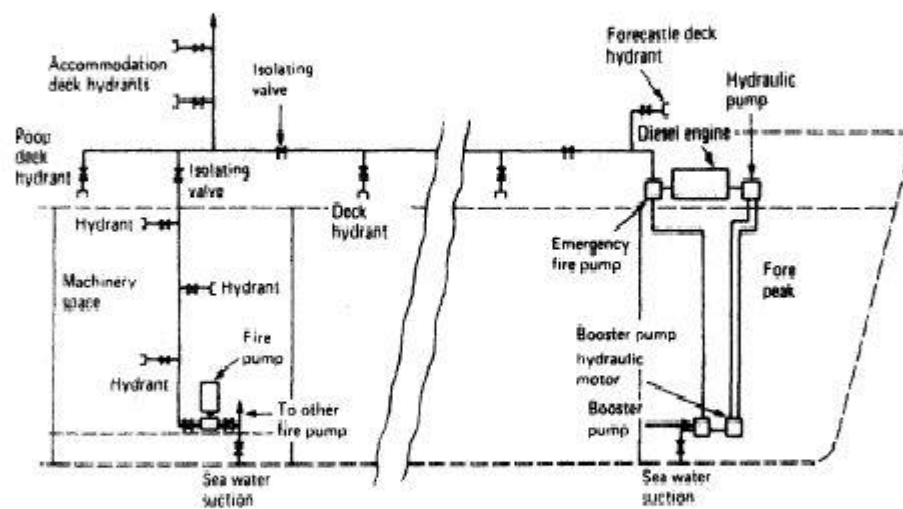 Accommodation
deck hydrants
Isolating
valve
Forecastle deck
hydrant
Hydraulic
pump
Diesel engine
Poop
deck
hydrant
Isolating
valve
Deck
hydrant
Hydrant
Emergency
fire pump
Fore
peak
Machinery
space
Hydrant
Fire
pump
Hydrant
To other
fire pump
Booster pump
hydraulic
motor
Booster
pump
Sea water
suction
Sea water
suction